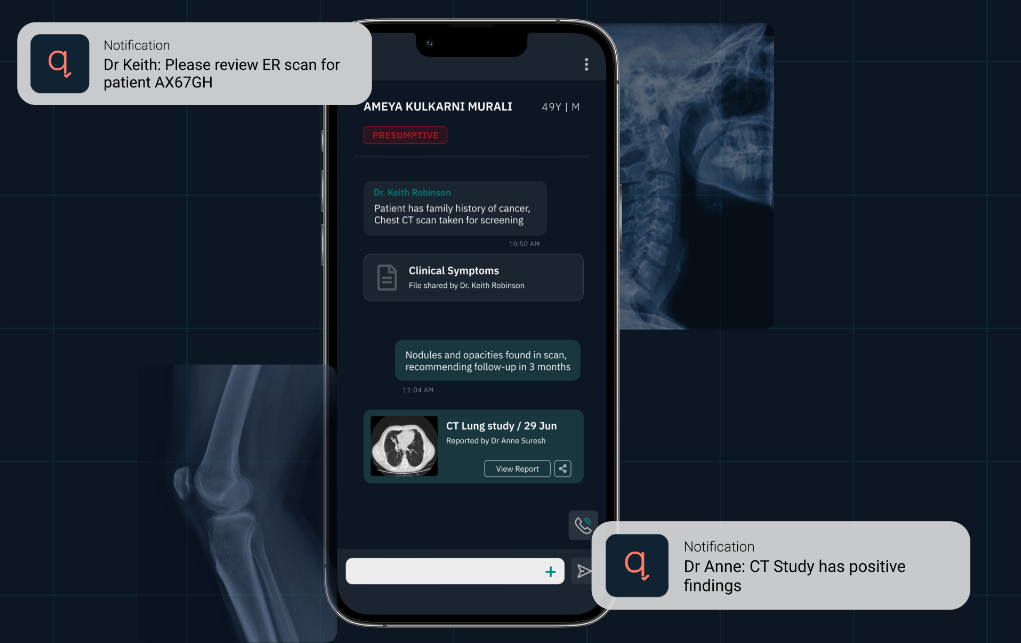 Notification
Dr Keith: Please review ER scan for
patient AX67GH
AMEYA KULKARNI MURALI 49Y | M
PRESUMPTIVE
Dr. Keith Robinson
Patient has family history of cancer,
Chest CT scan taken for screening
10:50 AM
Clinical Symptoms
File shared by Dr. Keith Robinson
Nodules and opacities found in scan,
recommending follow-up in 3 months
11:04 AM
CT Lung study / 29 Jun
Reported by Dr Anne Suresh
View Report
Notification
Dr Anne: CT Study has positive
findings